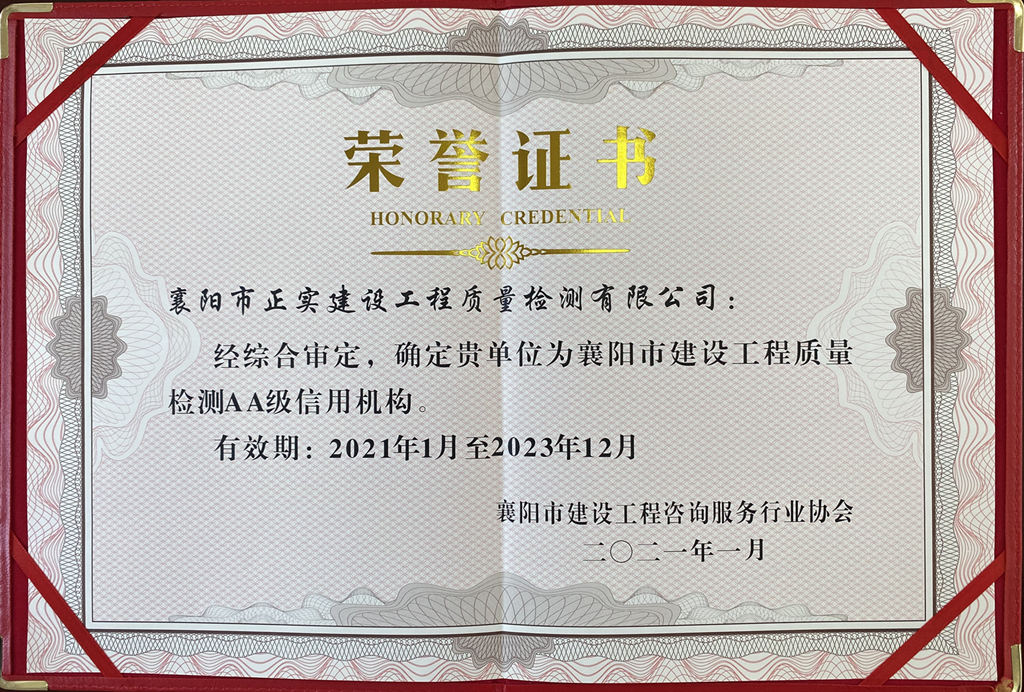 荣誉证书
HONORARY CREDENTIAL
襄阳市正实建设工程质量检测有限公司：
经综合审定，确定贵单位为襄阳市建设工程质量
检测AA级信用机构。
有效期：2021年1月至2023年12月
襄阳市建设工程咨询服务行业协会
二〇二一年一月